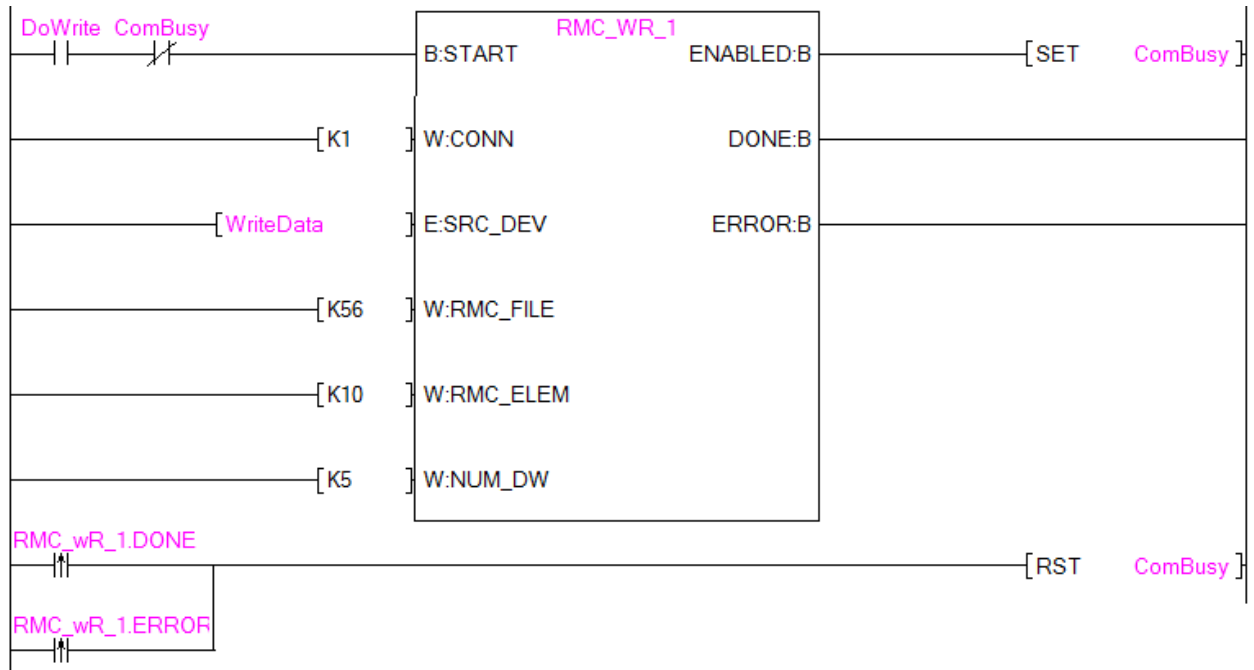 DoWrite ComBusy RMC_WR_1
B:START ENABLED:B [SET ComBusy]
[K1 ] W:CONN DONE:B
[WriteData ] E:SRC_DEV ERROR:B
[K56 ] W:RMC_FILE
[K10 ] W:RMC_ELEM
[K5 ] W:NUM_DW
RMC_wR_1.DONE
[RST ComBusy]
RMC_wR_1.ERROR